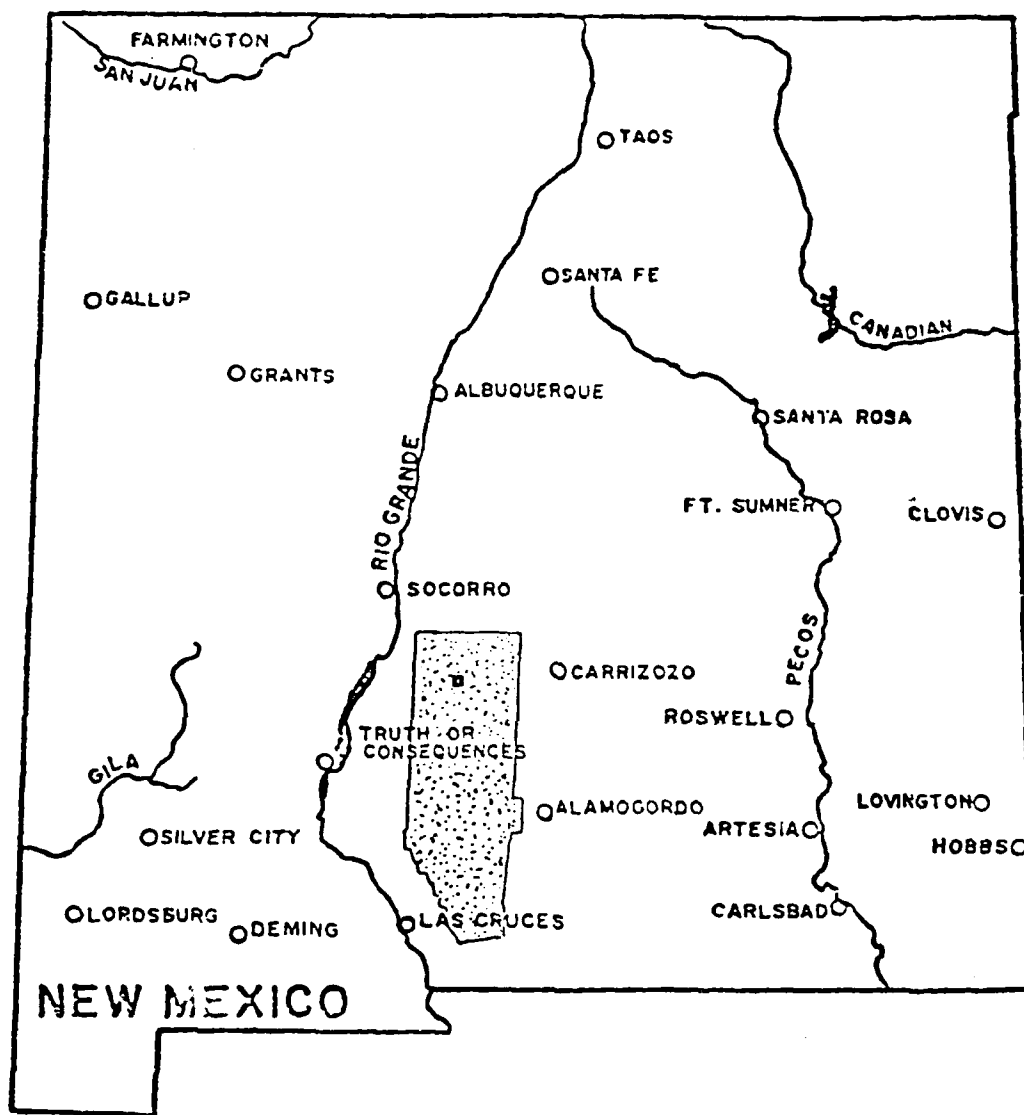 FARMINGTON
SAN JUAN
TAOS
SANTA FE
GALLUP
CANADIAN
GRANTS
ALBUQUERQUE
SANTA ROSA
RIO GRANDE
FT. SUMNER
CLOVIS
SOCORRO
PECOS
CARRIZOZO
ROSWELL
TRUTH OR
CONSEQUENCES
GILA
LOVINGTON
ALAMOGORDO
ARTESIA
SILVER CITY
HOBBS
CARLSBAD
LORDSBURG
LAS CRUCES
DEMING
NEW MEXICO